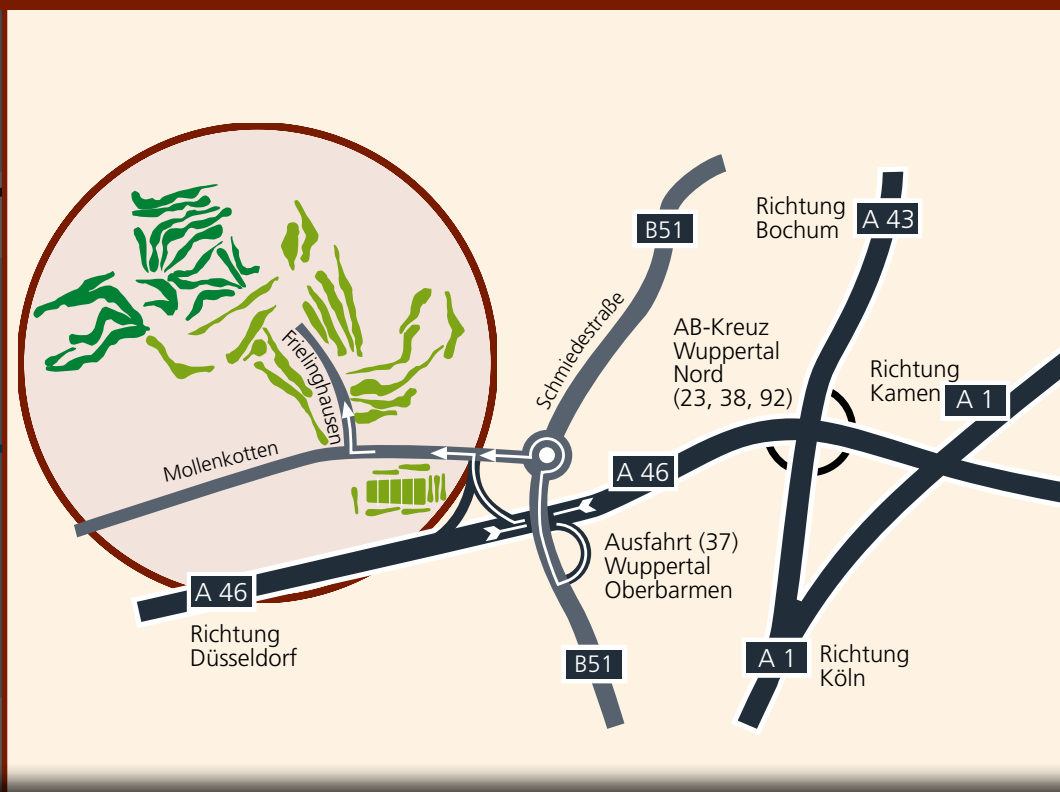 B51
Richtung
Bochum
A 43
Schmiedestraße
AB-Kreuz
Wuppertal
Nord
(23, 38, 92)
Richtung
Kamen
A 1
Frielinghausen
Mollenkotten
A 46
Ausfahrt (37)
Wuppertal
Oberbarmen
A 46
Richtung
Düsseldorf
B51
A 1
Richtung
Köln